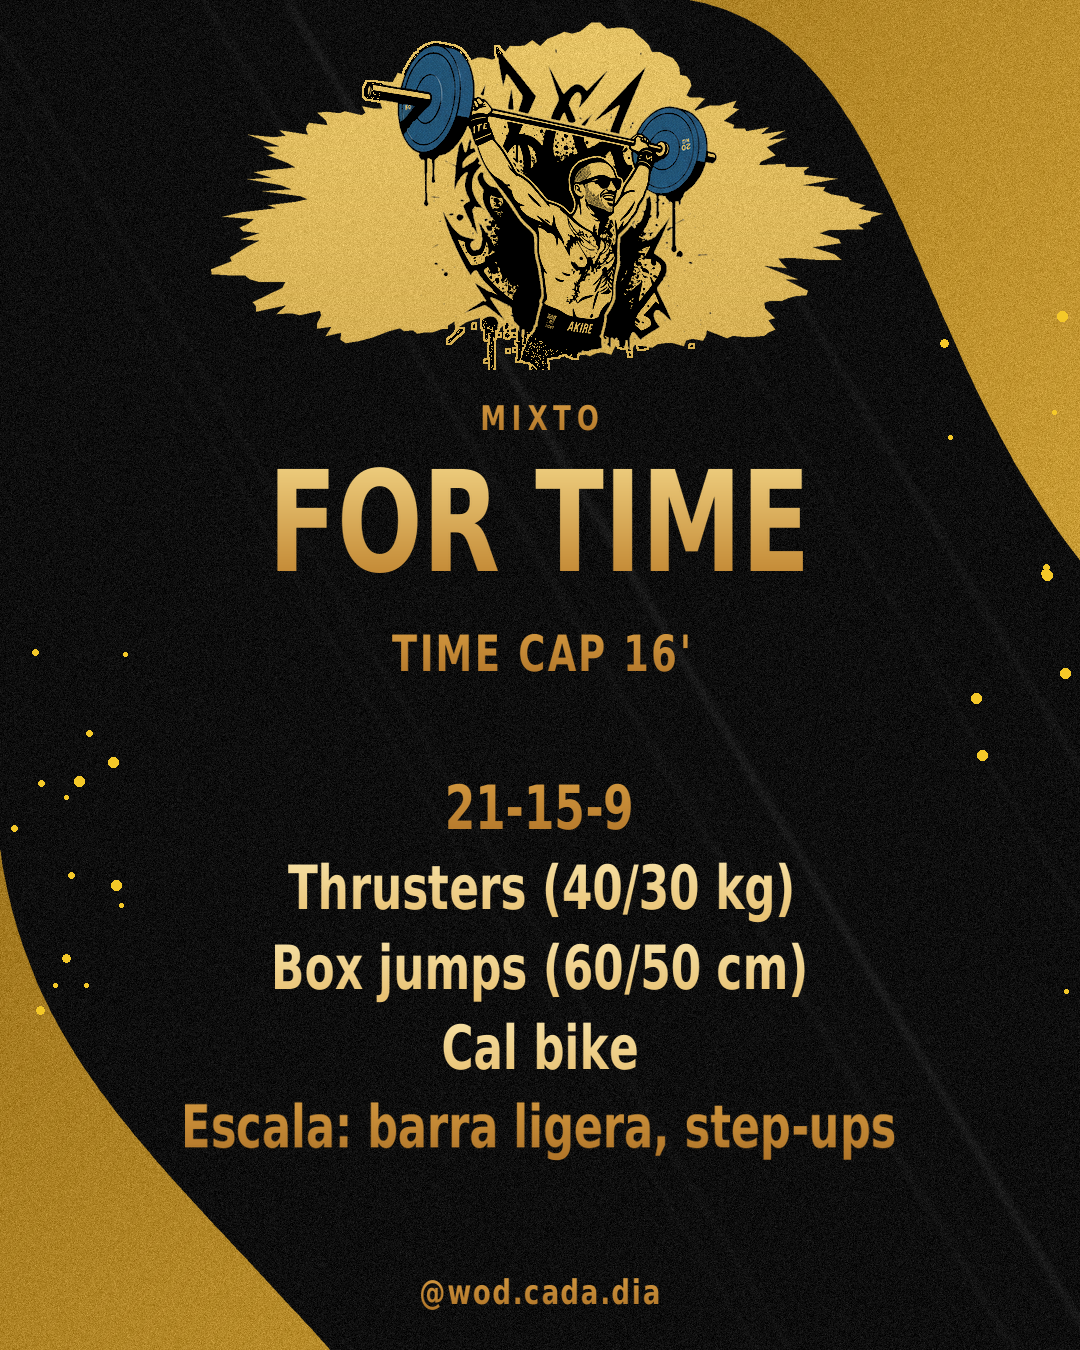 AKIRE
MIXTO
FOR TIME
TIME CAP 16'
21-15-9
Thrusters (40/30 kg)
Box jumps (60/50 cm)
Cal bike
Escala: barra ligera, step-ups
@wod.cada.dia